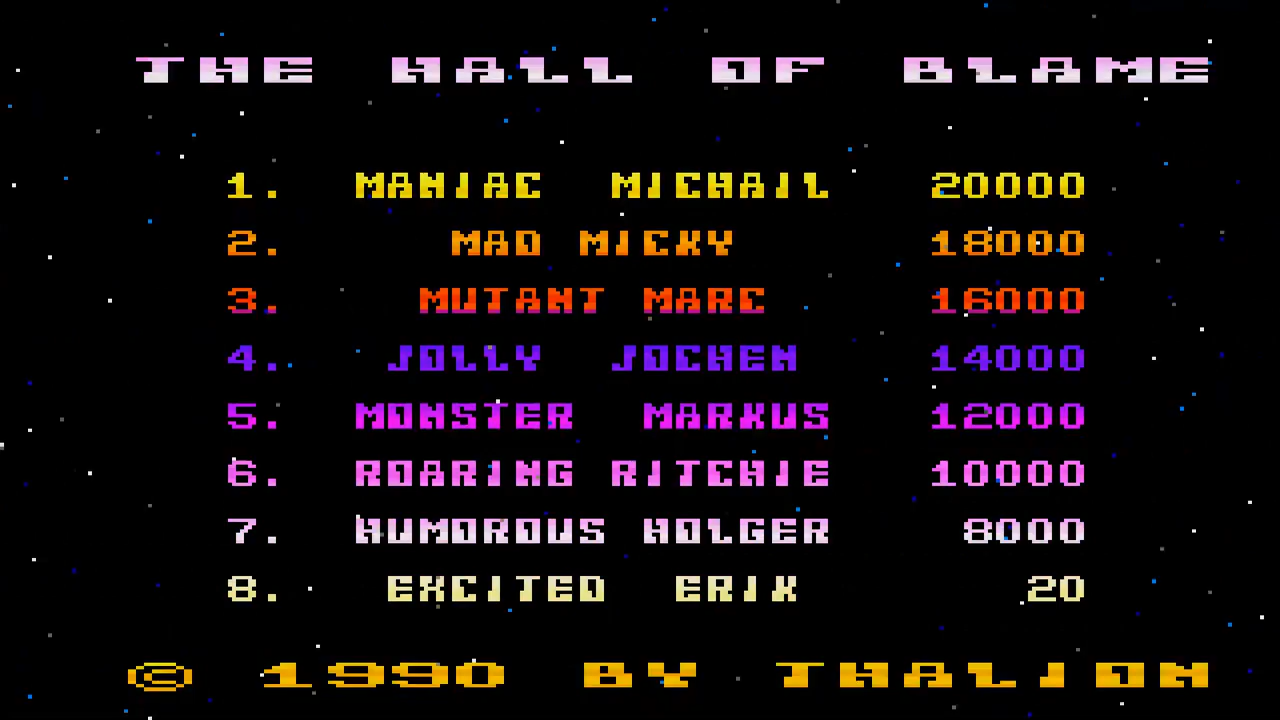 THE HALL OF BLAME
1. MANIAC MICHAIL 20000
2. MAD MICKY 18000
3. MUTANT MARC 16000
4. JOLLY JOCHEN 14000
5. MONSTER MARKUS 12000
6. ROARING RITCHIE 10000
7. HUMOROUS HOLGER 8000
8. EXCITED ERIK 20
© 1990 BY THALION